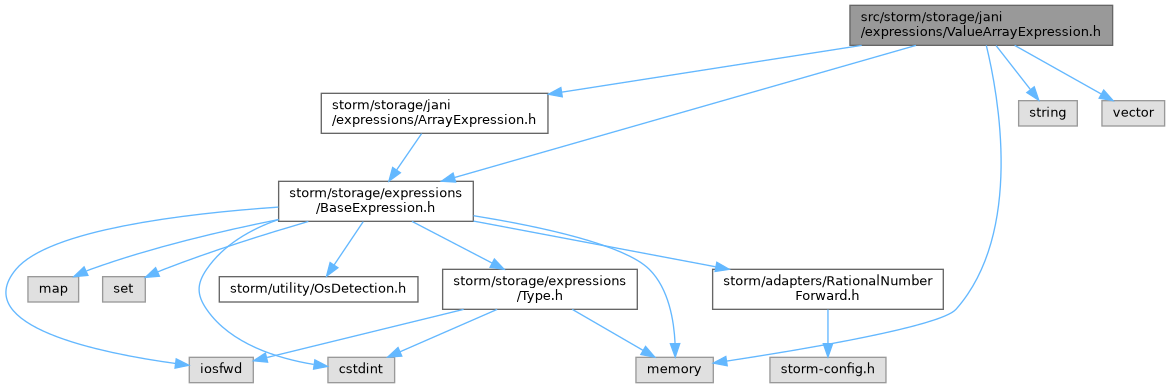 src/storm/storage/jani
/expressions/ValueArrayExpression.h
storm/storage/jani
/expressions/ArrayExpression.h
string
vector
storm/storage/expressions
/BaseExpression.h
map
set
storm/utility/OsDetection.h
storm/storage/expressions
/Type.h
storm/adapters/RationalNumber
Forward.h
iosfwd
cstdint
memory
storm-config.h